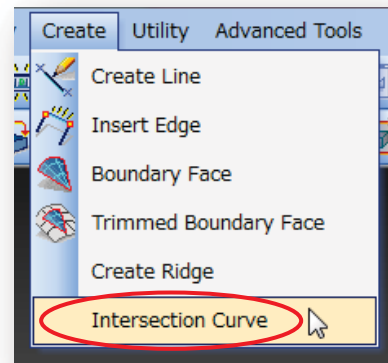 Create Utility Advanced Tools
Create Line
Insert Edge
Boundary Face
Trimmed Boundary Face
Create Ridge
Intersection Curve